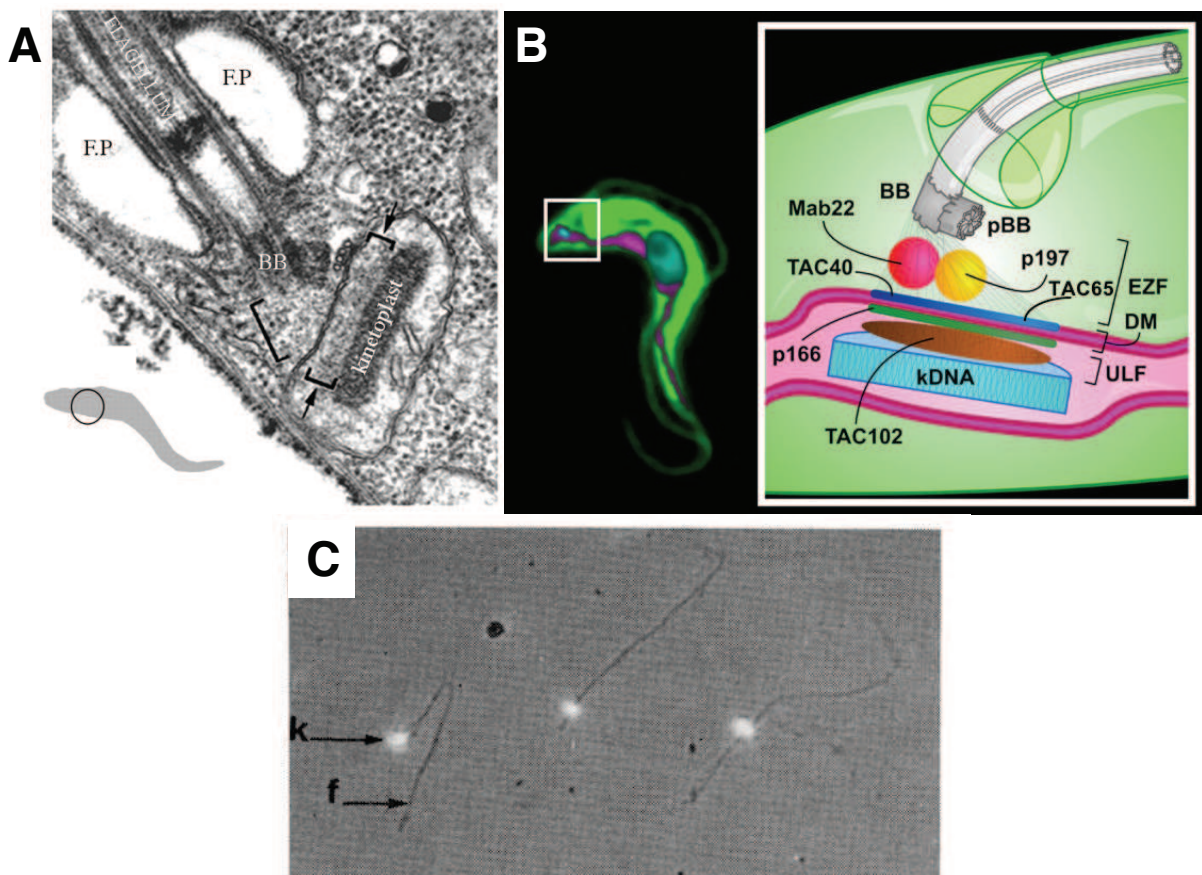 A
FLAGELLUM
F.P
F.P
BB
kinetoplast
B
BB
Mab22
pBB
p197
TAC40
TAC65
EZF
DM
p166
ULF
kDNA
TAC102
C
k
f